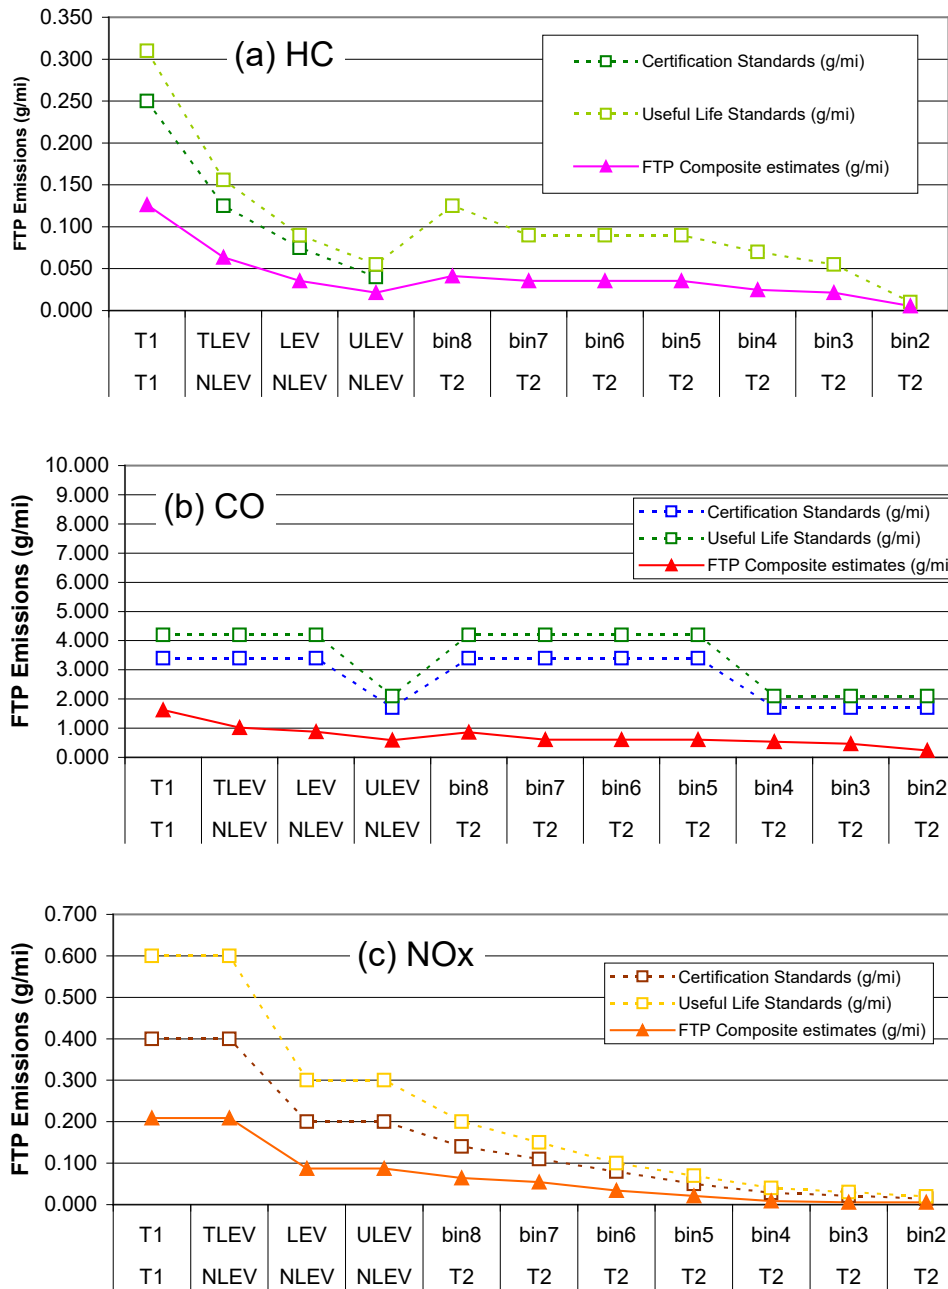 (a) HC
FTP Emissions (g/mi)
0.350
0.300
0.250
0.200
0.150
0.100
0.050
0.000
Certification Standards (g/mi)
Useful Life Standards (g/mi)
FTP Composite estimates (g/mi)
T1 TLEV LEV ULEV bin8 bin7 bin6 bin5 bin4 bin3 bin2
T1 NLEV NLEV NLEV T2 T2 T2 T2 T2 T2 T2
(b) CO
FTP Emissions (g/mi)
10.000
9.000
8.000
7.000
6.000
5.000
4.000
3.000
2.000
1.000
0.000
Certification Standards (g/mi)
Useful Life Standards (g/mi)
FTP Composite estimates (g/mi
T1 TLEV LEV ULEV bin8 bin7 bin6 bin5 bin4 bin3 bin2
T1 NLEV NLEV NLEV T2 T2 T2 T2 T2 T2 T2
(c) NOx
FTP Emissions (g/mi)
0.700
0.600
0.500
0.400
0.300
0.200
0.100
0.000
Certification Standards (g/mi)
Useful Life Standards (g/mi)
FTP Composite estimates (g/mi)
T1 TLEV LEV ULEV bin8 bin7 bin6 bin5 bin4 bin3 bin2
T1 NLEV NLEV NLEV T2 T2 T2 T2 T2 T2 T2